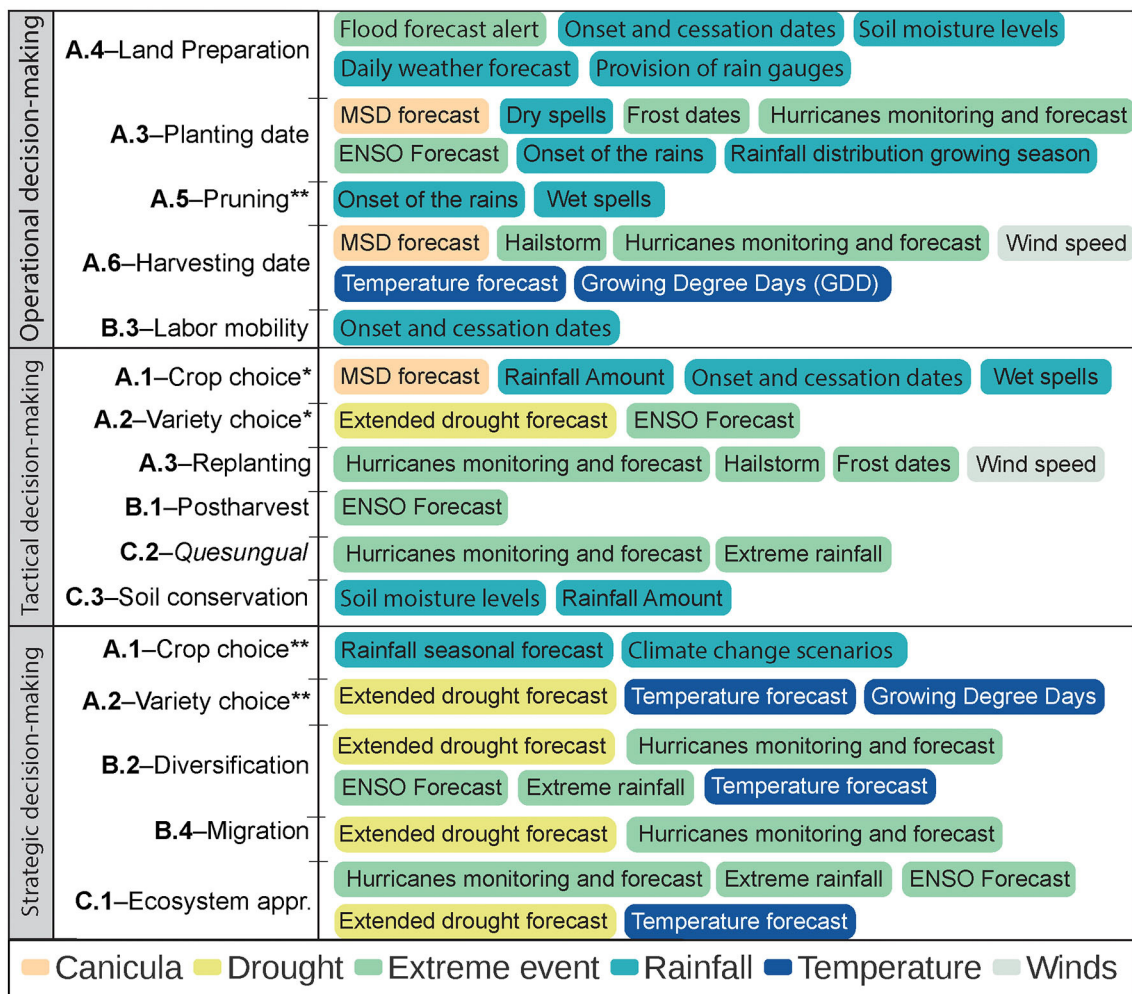 Operational decision-making
A.4–Land Preparation
Flood forecast alert Onset and cessation dates Soil moisture levels
Daily weather forecast Provision of rain gauges
A.3–Planting date
MSD forecast Dry spells Frost dates Hurricanes monitoring and forecast
ENSO Forecast Onset of the rains Rainfall distribution growing season
A.5–Pruning**
Onset of the rains Wet spells
A.6–Harvesting date
MSD forecast Hailstorm Hurricanes monitoring and forecast Wind speed
Temperature forecast Growing Degree Days (GDD)
B.3–Labor mobility
Onset and cessation dates
Tactical decision-making
A.1–Crop choice*
MSD forecast Rainfall Amount Onset and cessation dates Wet spells
A.2–Variety choice*
Extended drought forecast ENSO Forecast
A.3–Replanting
Hurricanes monitoring and forecast Hailstorm Frost dates Wind speed
B.1–Postharvest
ENSO Forecast
C.2–Quesungual
Hurricanes monitoring and forecast Extreme rainfall
C.3–Soil conservation
Soil moisture levels Rainfall Amount
Strategic decision-making
A.1–Crop choice**
Rainfall seasonal forecast Climate change scenarios
A.2–Variety choice**
Extended drought forecast Temperature forecast Growing Degree Days
B.2–Diversification
Extended drought forecast Hurricanes monitoring and forecast
ENSO Forecast Extreme rainfall Temperature forecast
B.4–Migration
Extended drought forecast Hurricanes monitoring and forecast
C.1–Ecosystem appr.
Hurricanes monitoring and forecast Extreme rainfall ENSO Forecast
Extended drought forecast Temperature forecast
Canicula Drought Extreme event Rainfall Temperature Winds